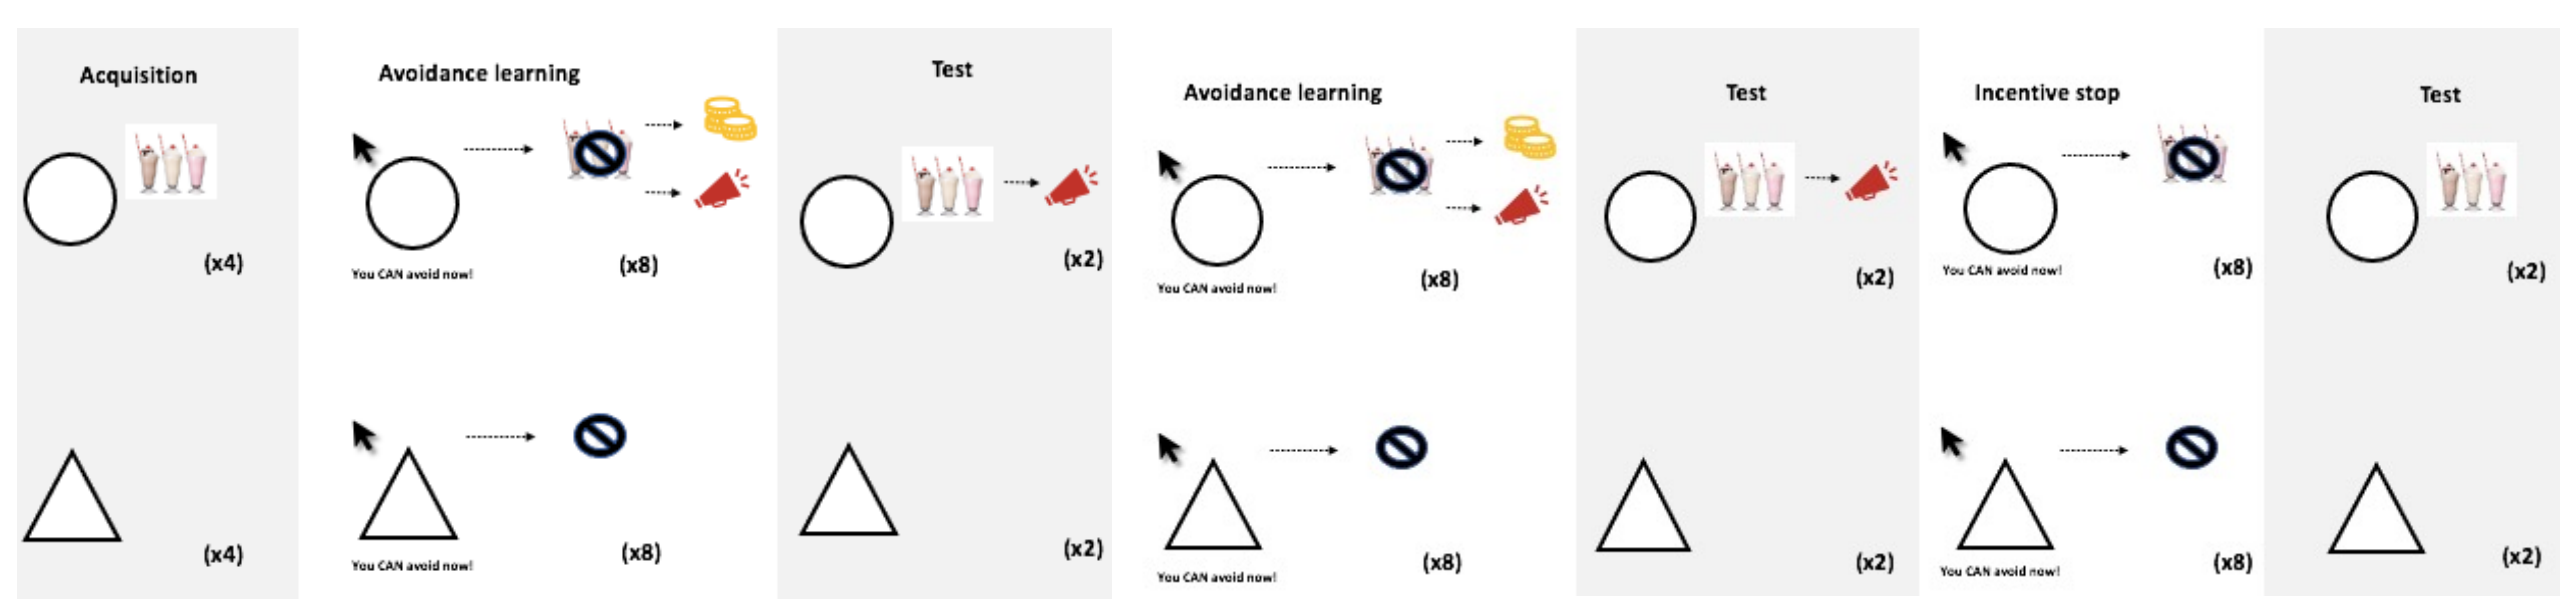 Acquisition
(x4)
(x4)
Avoidance learning
You CAN avoid now!
(x8)
You CAN avoid now!
(x8)
Test
(x2)
(x2)
Avoidance learning
You CAN avoid now!
(x8)
You CAN avoid now!
(x8)
Test
(x2)
(x2)
Incentive stop
You CAN avoid now!
(x8)
You CAN avoid now!
(x8)
Test
(x2)
(x2)